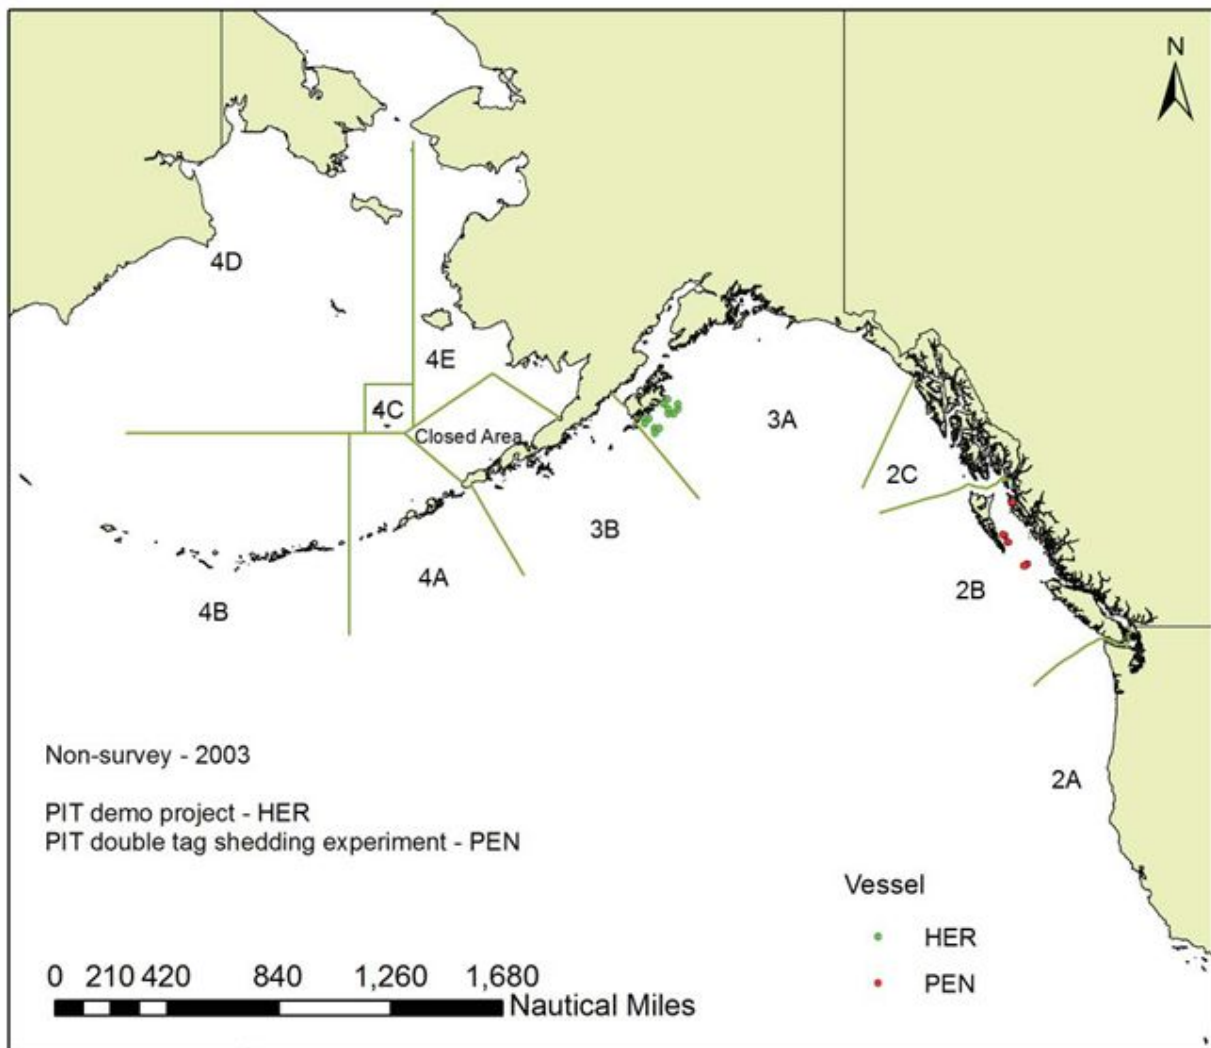 N
4D
4E
4C
Closed Area
3A
2C
3B
4A
4B
2B
2A
Non-survey - 2003
PIT demo project - HER
PIT double tag shedding experiment - PEN
Vessel
HER
PEN
0 210 420 840 1,260 1,680
Nautical Miles